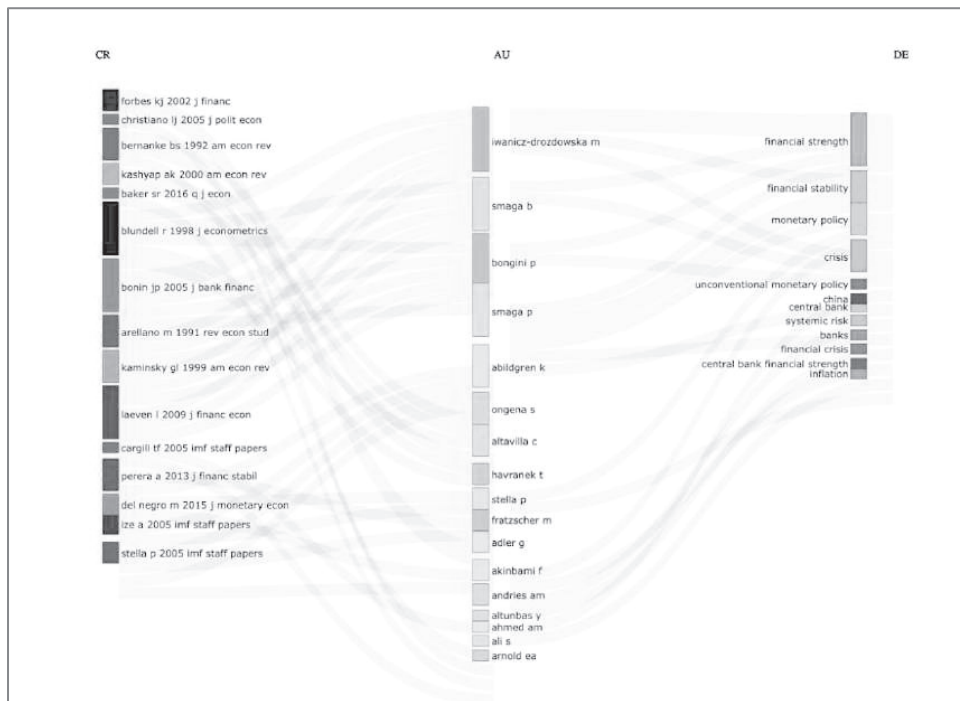 CR
AU
DE
forbes kj 2002 j financ
christiano lj 2005 j polit econ
bernanke bs 1992 am econ rev
kashyap ak 2000 am econ rev
baker sr 2016 q j econ
blundell r 1998 j econometrics
bonin jp 2005 j bank financ
arellano m 1991 rev econ stud
kaminsky gl 1999 am econ rev
laeven l 2009 j financ econ
cargill tf 2005 imf staff papers
perera a 2013 j financ stabil
del negro m 2015 j monetary econ
ize a 2005 imf staff papers
stella p 2005 imf staff papers
iwanicz-drozdowska m
smaga b
bongini p
smaga p
abildgren k
ongena s
altavilla c
havranek t
stella p
fratzscher m
adler g
akinbami f
andries am
altunbas y
ahmed am
ali s
arnold ea
financial strength
financial stability
monetary policy
crisis
unconventional monetary policy
china
central bank
systemic risk
banks
financial crisis
central bank financial strength
inflation